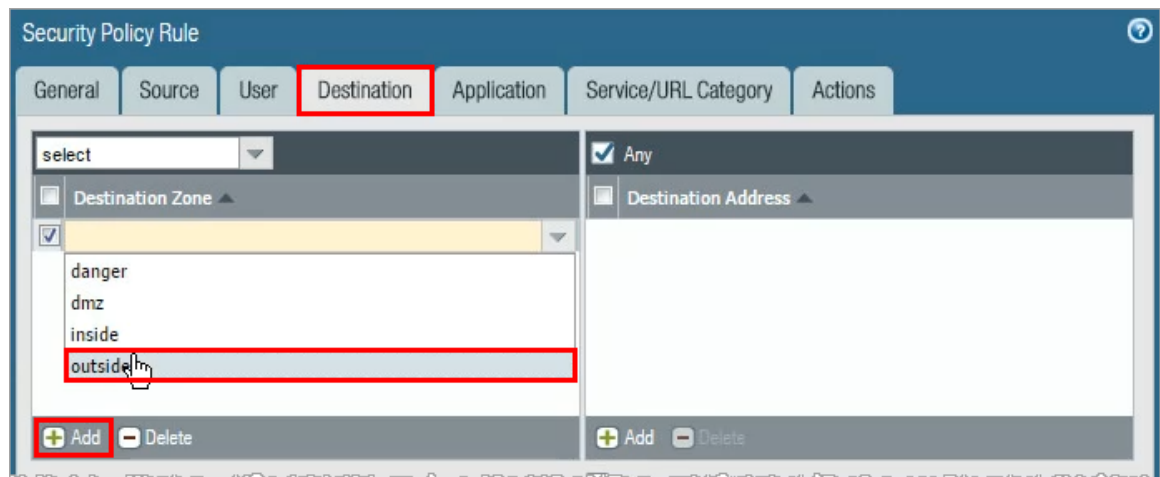 Security Policy Rule
General Source User Destination Application Service/URL Category Actions
select
Any
Destination Zone
Destination Address
danger
dmz
inside
outside
Add Delete
Add Delete